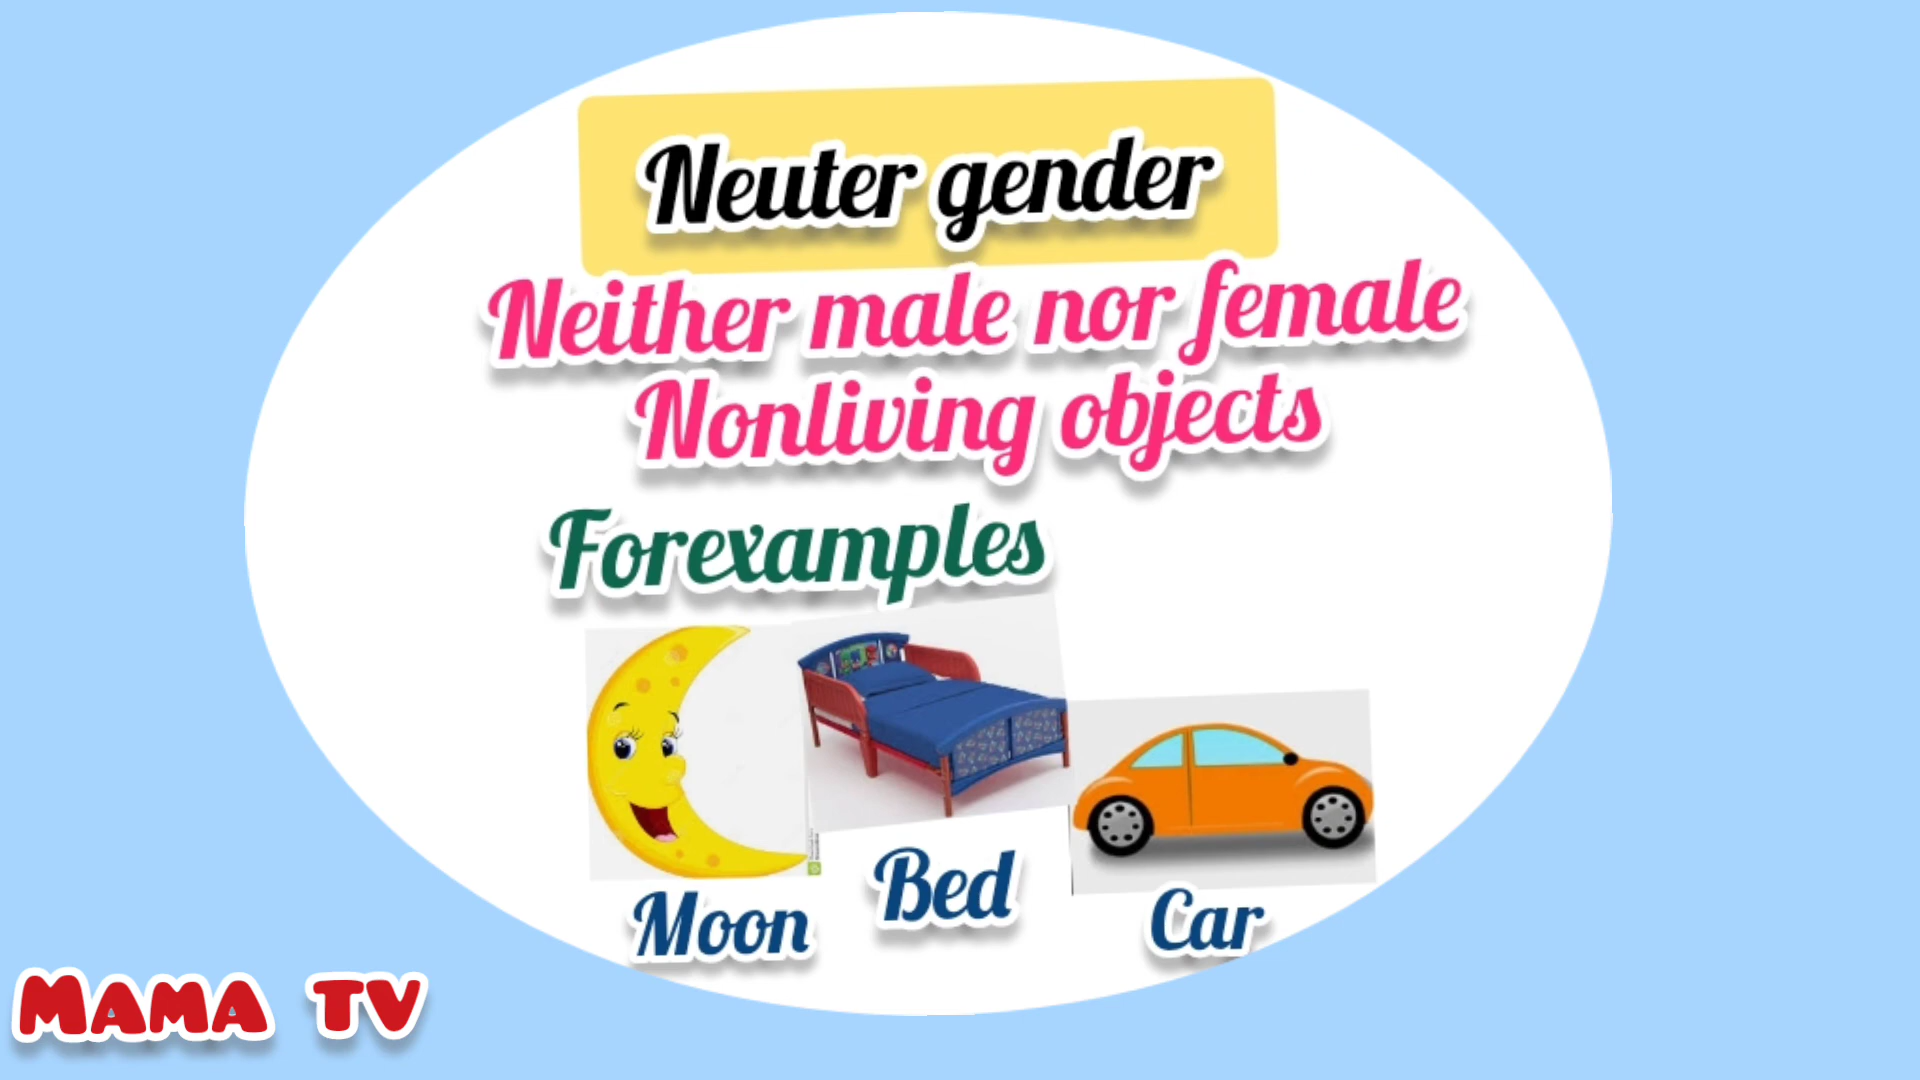 Neuter gender
Neither male nor female
Nonliving objects
Forexamples
Moon
Bed
Car
MAMA TV